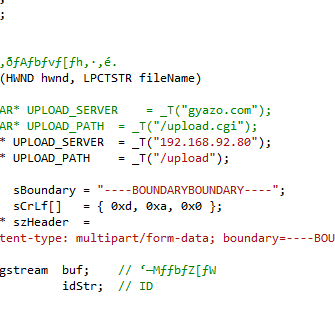 ;
;
‚ðƒAƒbƒvƒ[ƒh‚·‚é.
(HWND hwnd, LPCTSTR fileName)
AR* UPLOAD_SERVER    = _T("gyazo.com");
AR* UPLOAD_PATH  = _T("/upload.cgi");
* UPLOAD_SERVER  = _T("192.168.92.80");
* UPLOAD_PATH    = _T("/upload");
sBoundary = "----BOUNDARYBOUNDARY----";
sCrLf[]   = { 0xd, 0xa, 0x0 };
* szHeader  =
tent-type: multipart/form-data; boundary=----BOU
gstream  buf;    // ‘—MƒƒbƒZ[ƒW
idStr;  // ID